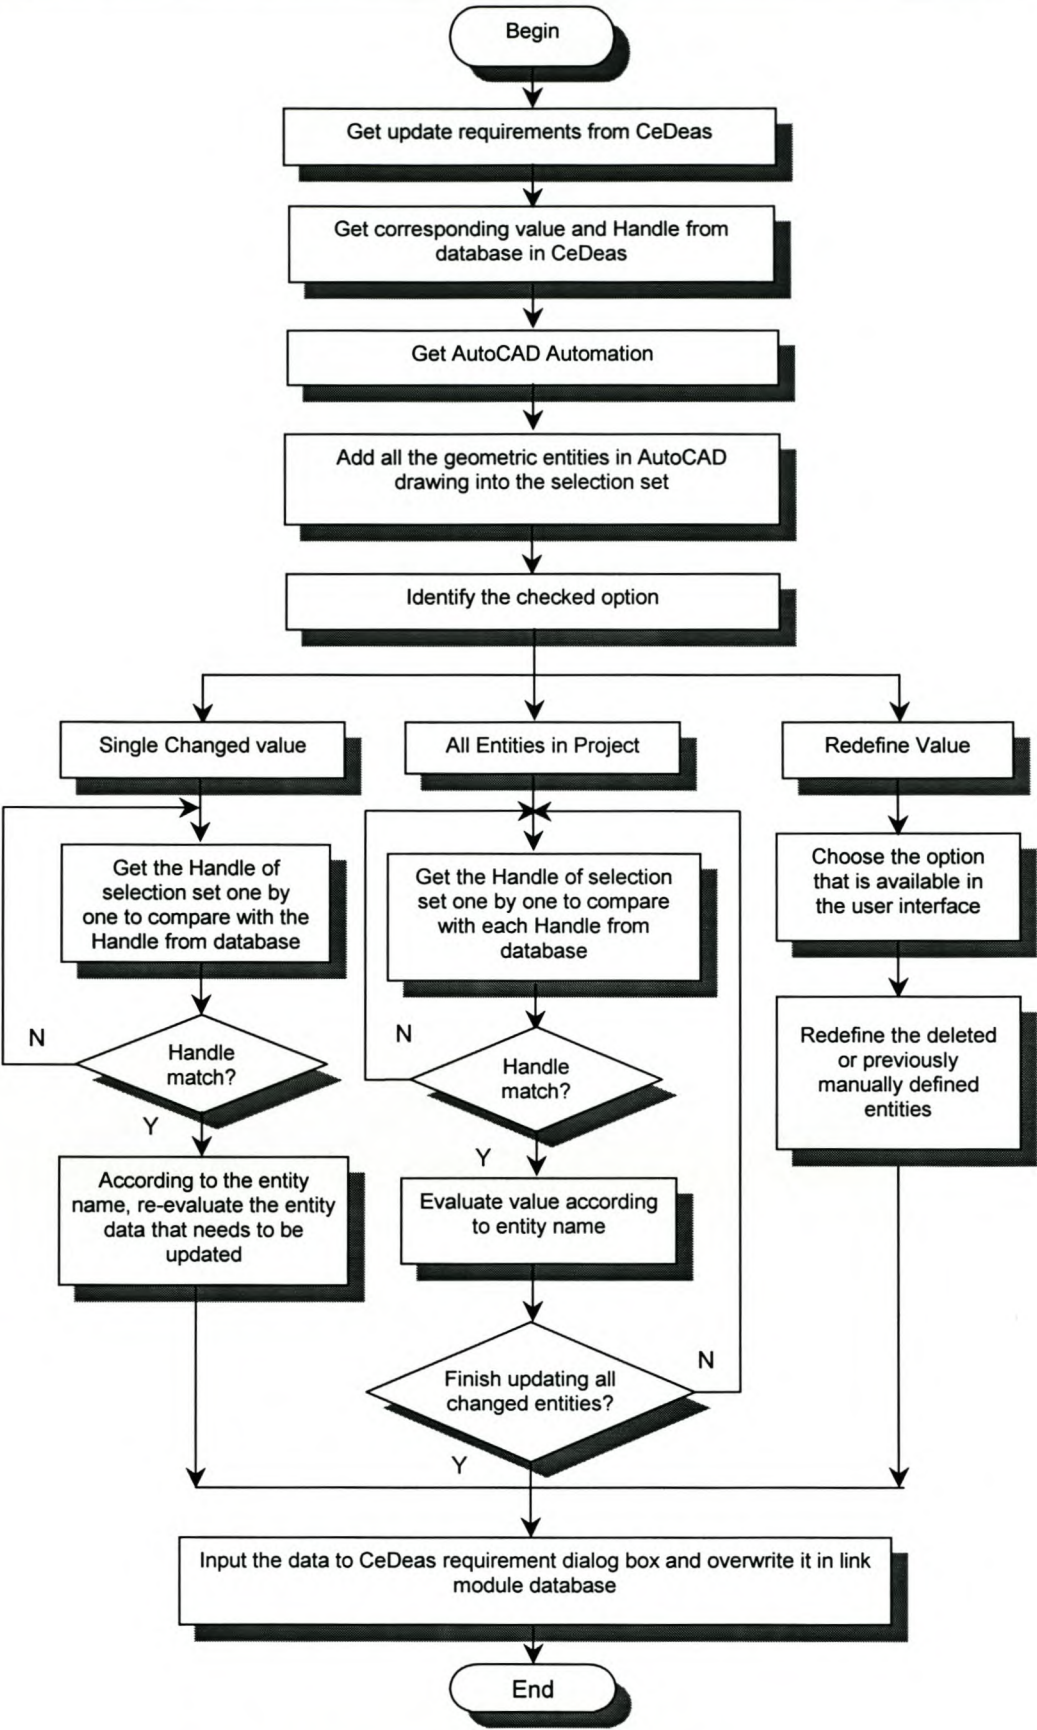 Begin
Get update requirements from CeDeas
Get corresponding value and Handle from
database in CeDeas
Get AutoCAD Automation
Add all the geometric entities in AutoCAD
drawing into the selection set
Identify the checked option
Single Changed value
All Entities in Project
Redefine Value
Get the Handle of
selection set one by
one to compare with the
Handle from database
Get the Handle of selection
set one by one to compare
with each Handle from
database
Choose the option
that is available in
the user interface
N
Handle
match?
Y
N
Handle
match?
Y
Redefine the deleted
or previously
manually defined
entities
According to the entity
name, re-evaluate the entity
data that needs to be
updated
Evaluate value according
to entity name
Finish updating all
changed entities?
N
Y
Input the data to CeDeas requirement dialog box and overwrite it in link
module database
End